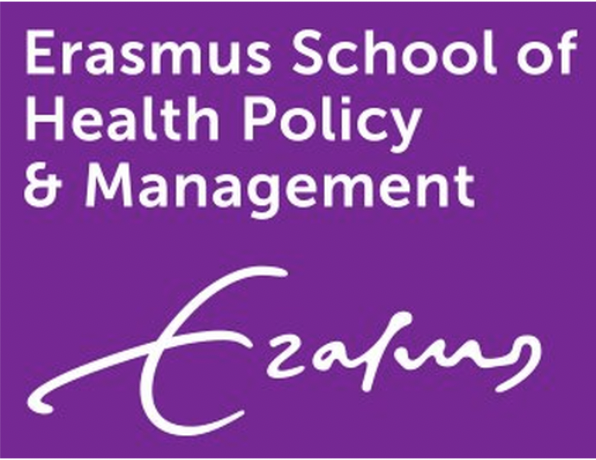 Erasmus School of
Health Policy
& Management
Erasmus